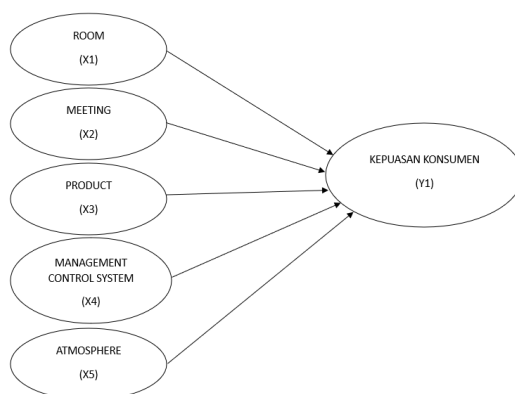 ROOM
(X1)
MEETING
(X2)
PRODUCT
(X3)
MANAGEMENT
CONTROL SYSTEM
(X4)
ATMOSPHERE
(X5)
KEPUASAN KONSUMEN
(Y1)